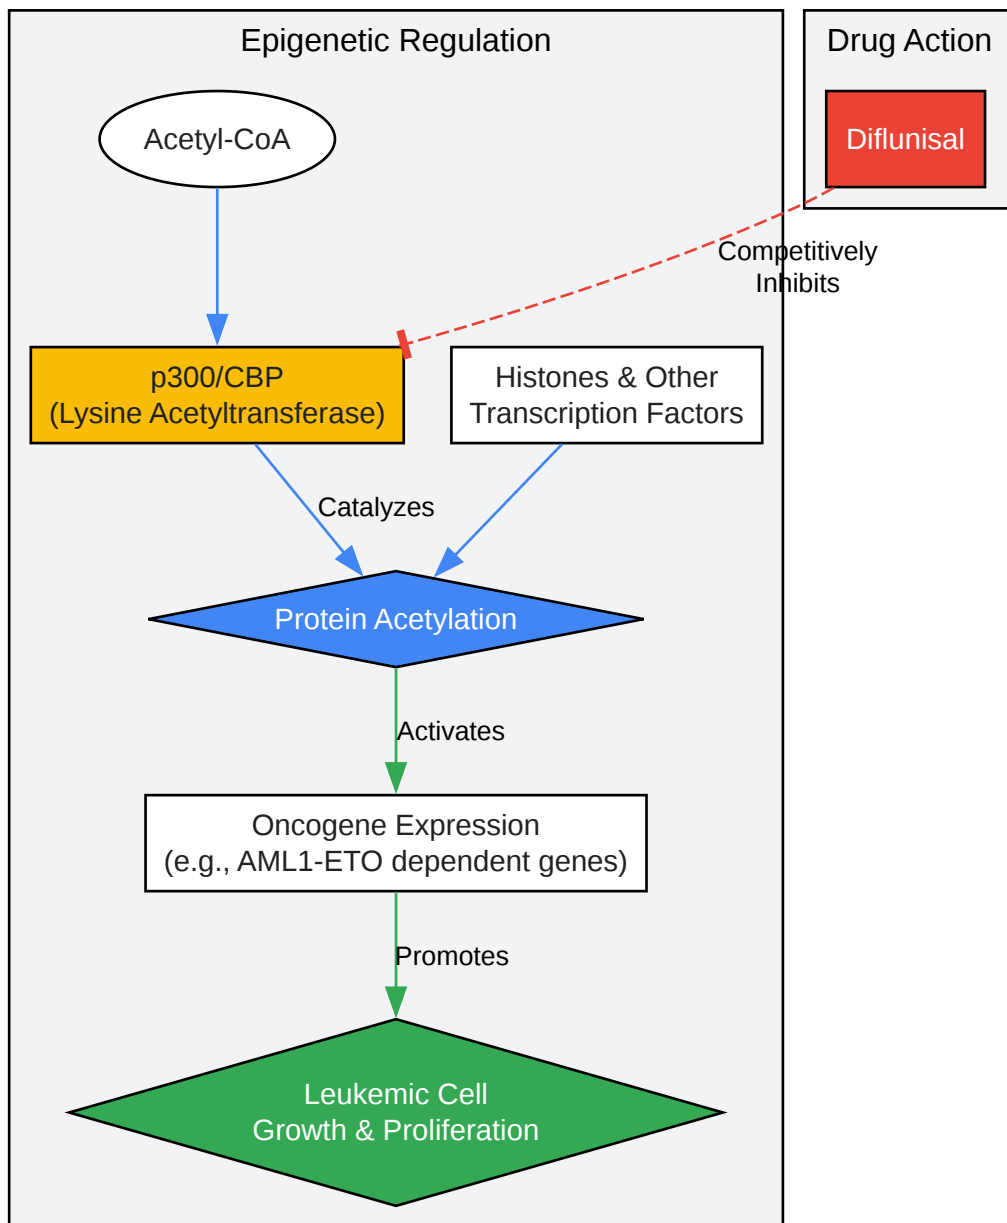 Epigenetic Regulation
Drug Action
Acetyl-CoA
Diflunisal
Competitively
Inhibits
p300/CBP
(Lysine Acetyltransferase)
Histones & Other
Transcription Factors
Catalyzes
Protein Acetylation
Activates
Oncogene Expression
(e.g., AML1-ETO dependent genes)
Promotes
Leukemic Cell
Growth & Proliferation